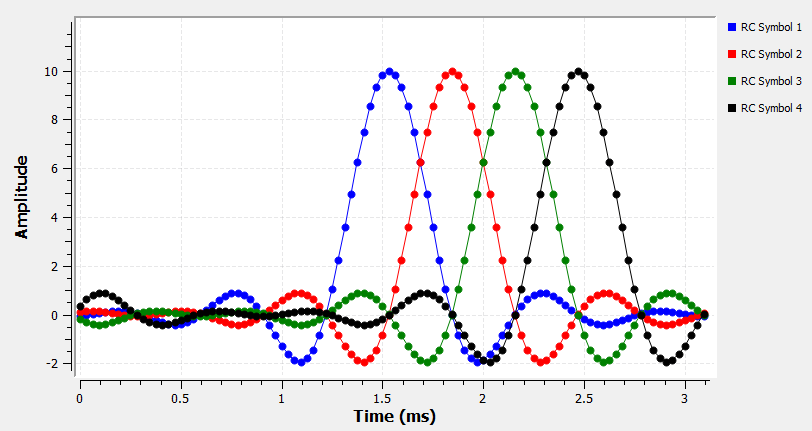 RC Symbol 1
RC Symbol 2
RC Symbol 3
RC Symbol 4
Amplitude
10
8
6
4
2
0
-2
0
0.5
1
1.5
2
2.5
3
Time (ms)